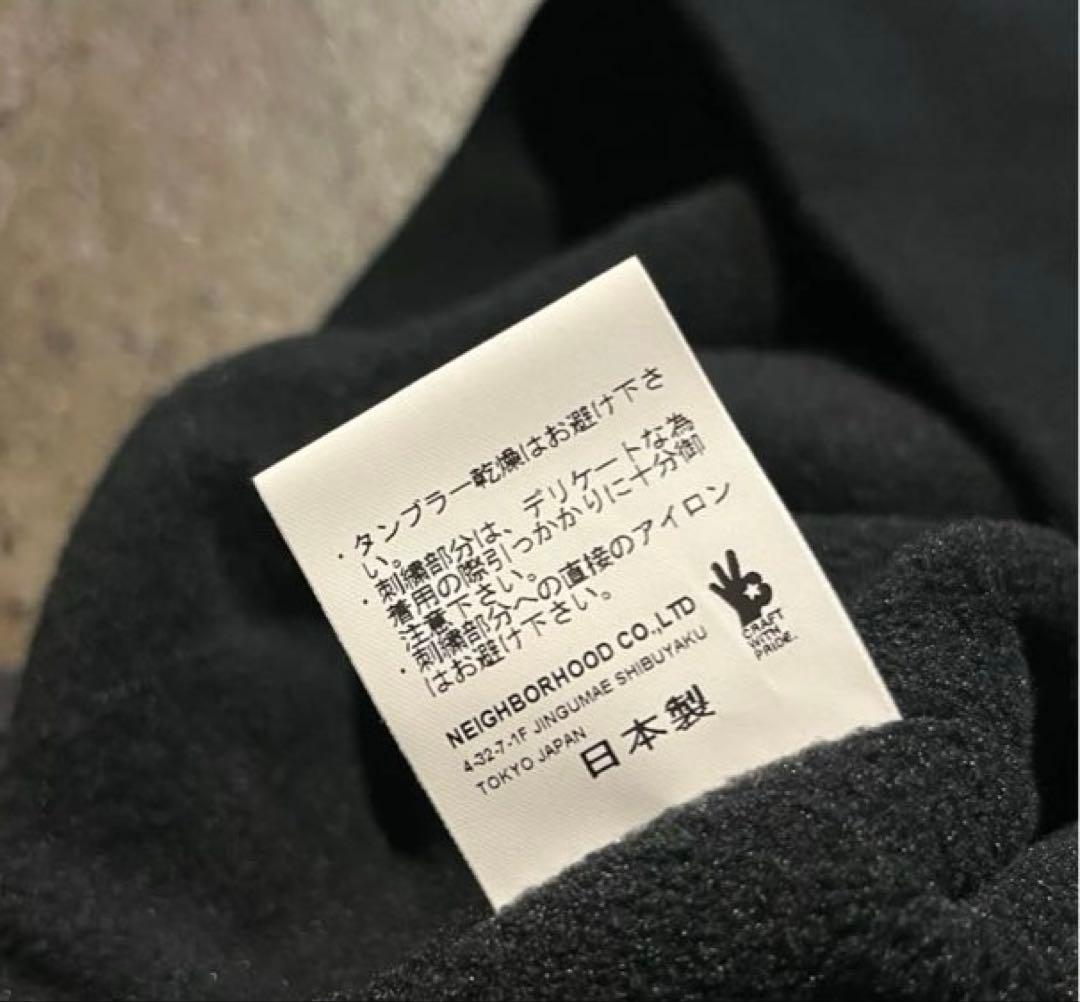 ・タンブラー乾燥はお避け下さ
い。
・刺繍部分は、デリケートな為
着用の際引っかかりに十分御
注意下さい。
・刺繍部分への直接のアイロン
はお避け下さい。
NEIGHBORHOOD CO.,LTD
4-32-7-1F JINGUMAE SHIBUYAKU
TOKYO JAPAN
日本製
CRAFT
WITH
PRIDE.